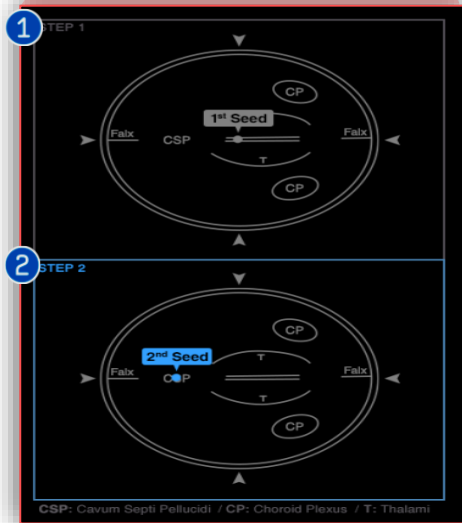 1
STEP 1
CP
1st Seed
Falx
CSP
Falx
T
CP
2
STEP 2
CP
2nd Seed
T
Falx
CSP
Falx
T
CP
CSP: Cavum Septi Pellucidi / CP: Choroid Plexus / T: Thalami